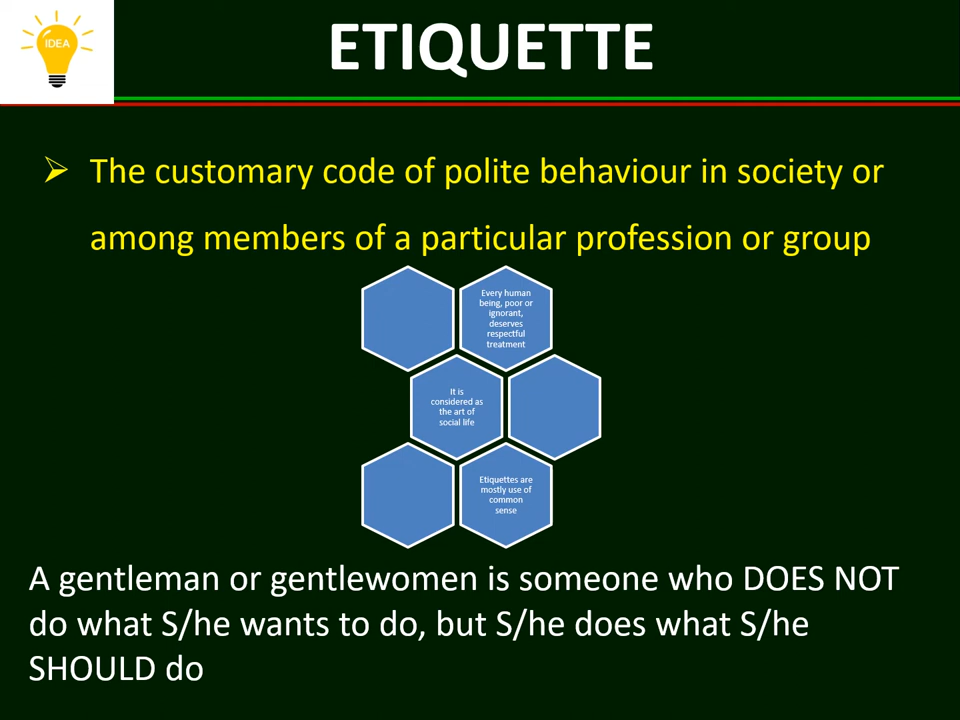 IDEA
ETIQUETTE
The customary code of polite behaviour in society or
among members of a particular profession or group
Every human
being, poor or
ignorant,
deserves
respectful
treatment
It is
considered as
the art of
social life
Etiquettes are
mostly use of
common
sense
A gentleman or gentlewomen is someone who DOES NOT
do what S/he wants to do, but S/he does what S/he
SHOULD do